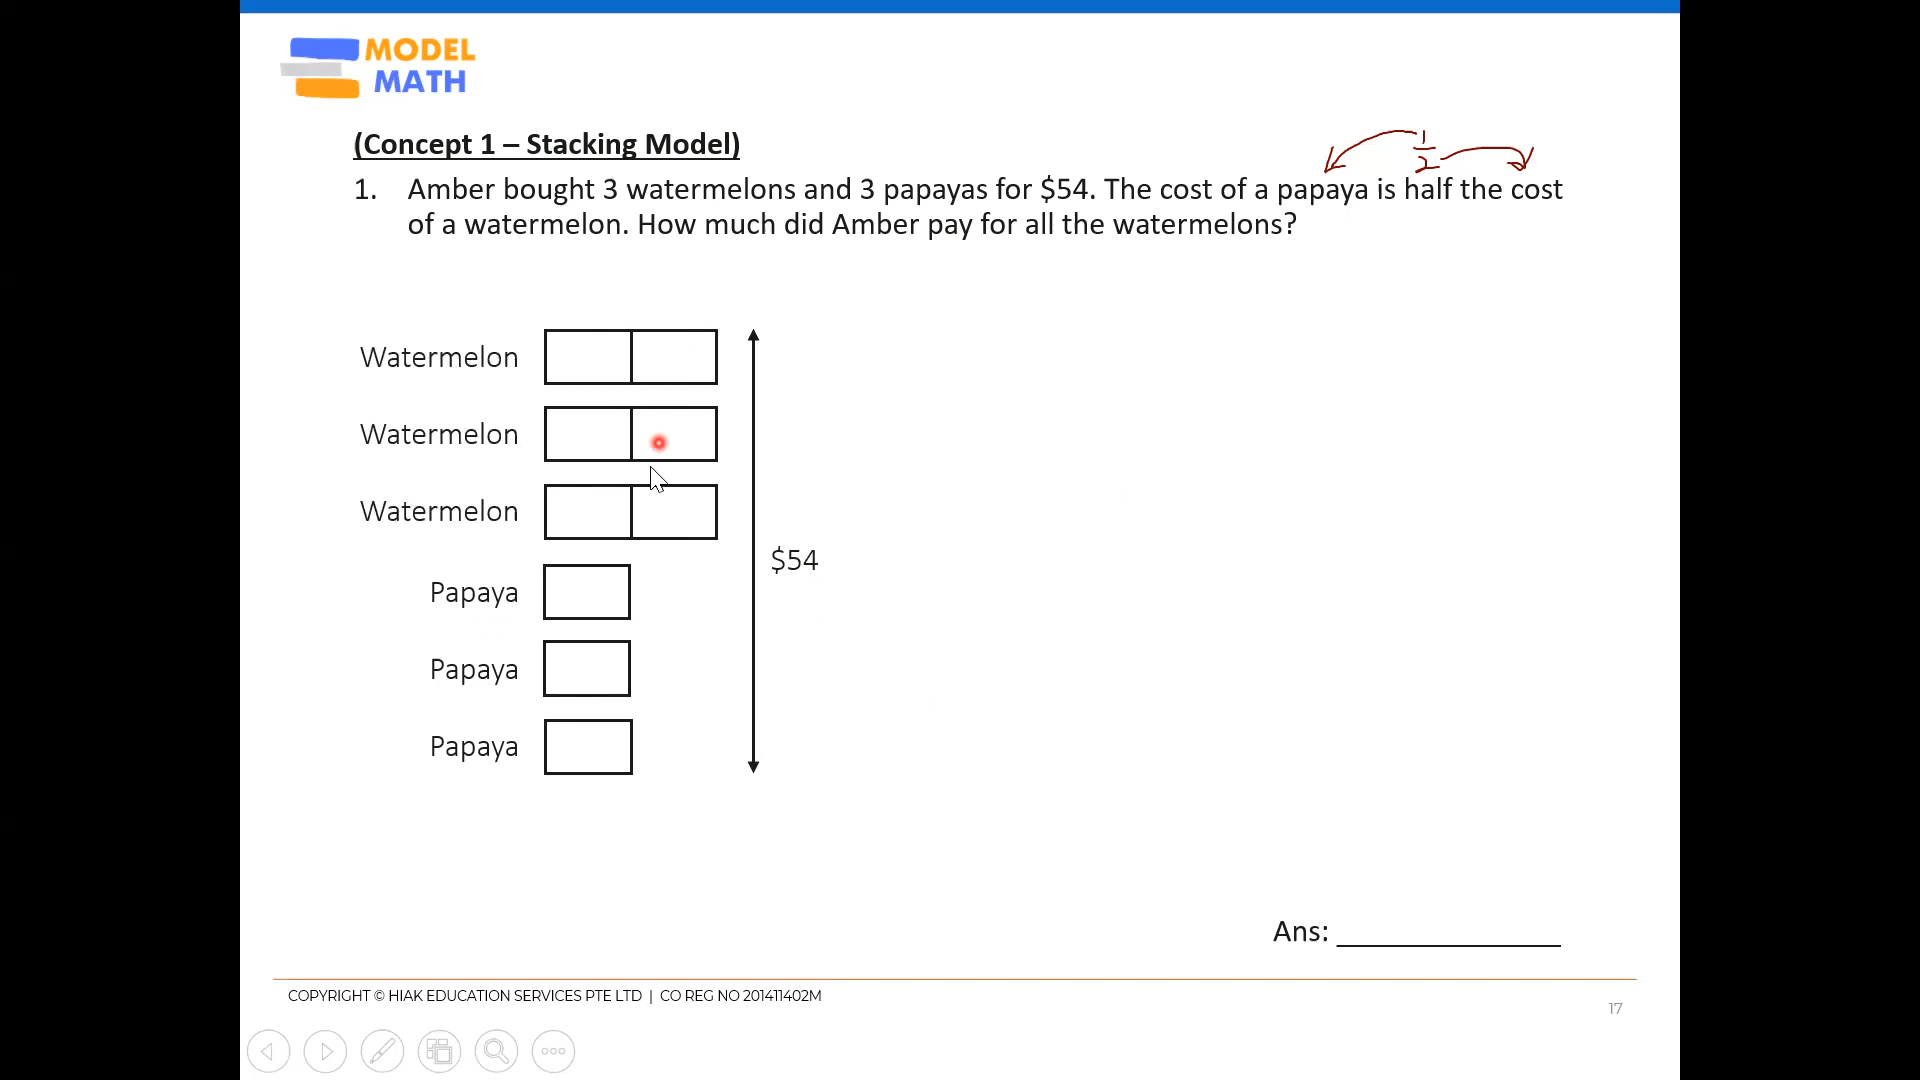 MODEL
MATH
(Concept 1 – Stacking Model)
1
2
1. Amber bought 3 watermelons and 3 papayas for $54. The cost of a papaya is half the cost
of a watermelon. How much did Amber pay for all the watermelons?
Watermelon
Watermelon
Watermelon
$54
Papaya
Papaya
Papaya
Ans: ______________
COPYRIGHT © HIAK EDUCATION SERVICES PTE LTD | CO REG NO 201411402M
17